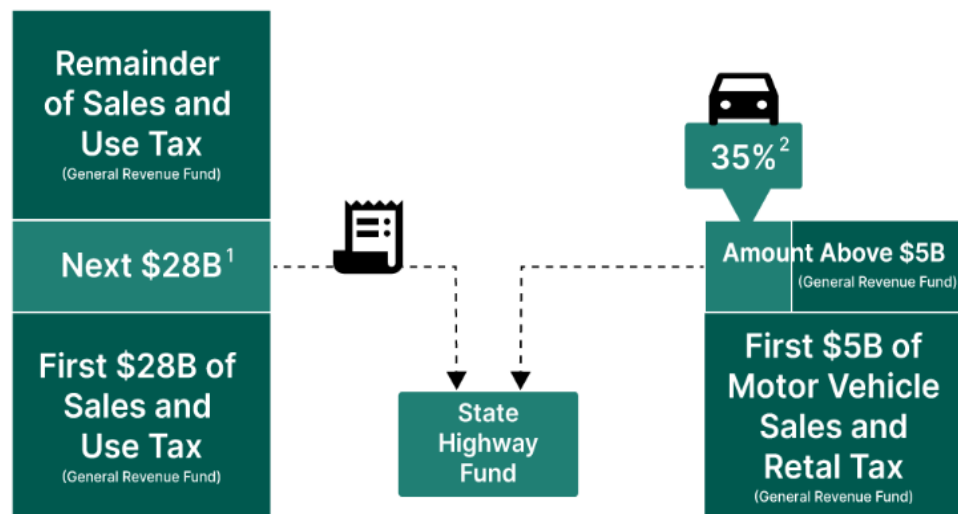 Remainder
of Sales and
Use Tax
(General Revenue Fund)
Next $28B1
First $28B of
Sales and
Use Tax
(General Revenue Fund)
State
Highway
Fund
35%2
Amount Above $5B
(General Revenue Fund)
First $5B of
Motor Vehicle
Sales and
Retal Tax
(General Revenue Fund)